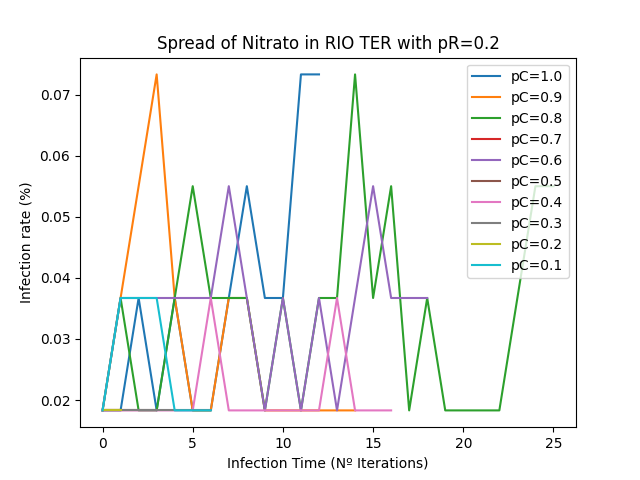 Spread of Nitrato in RIO TER with pR=0.2
Infection rate (%)
0.07
0.06
0.05
0.04
0.03
0.02
0
5
10
15
20
25
Infection Time (Nº Iterations)
pC=1.0
pC=0.9
pC=0.8
pC=0.7
pC=0.6
pC=0.5
pC=0.4
pC=0.3
pC=0.2
pC=0.1